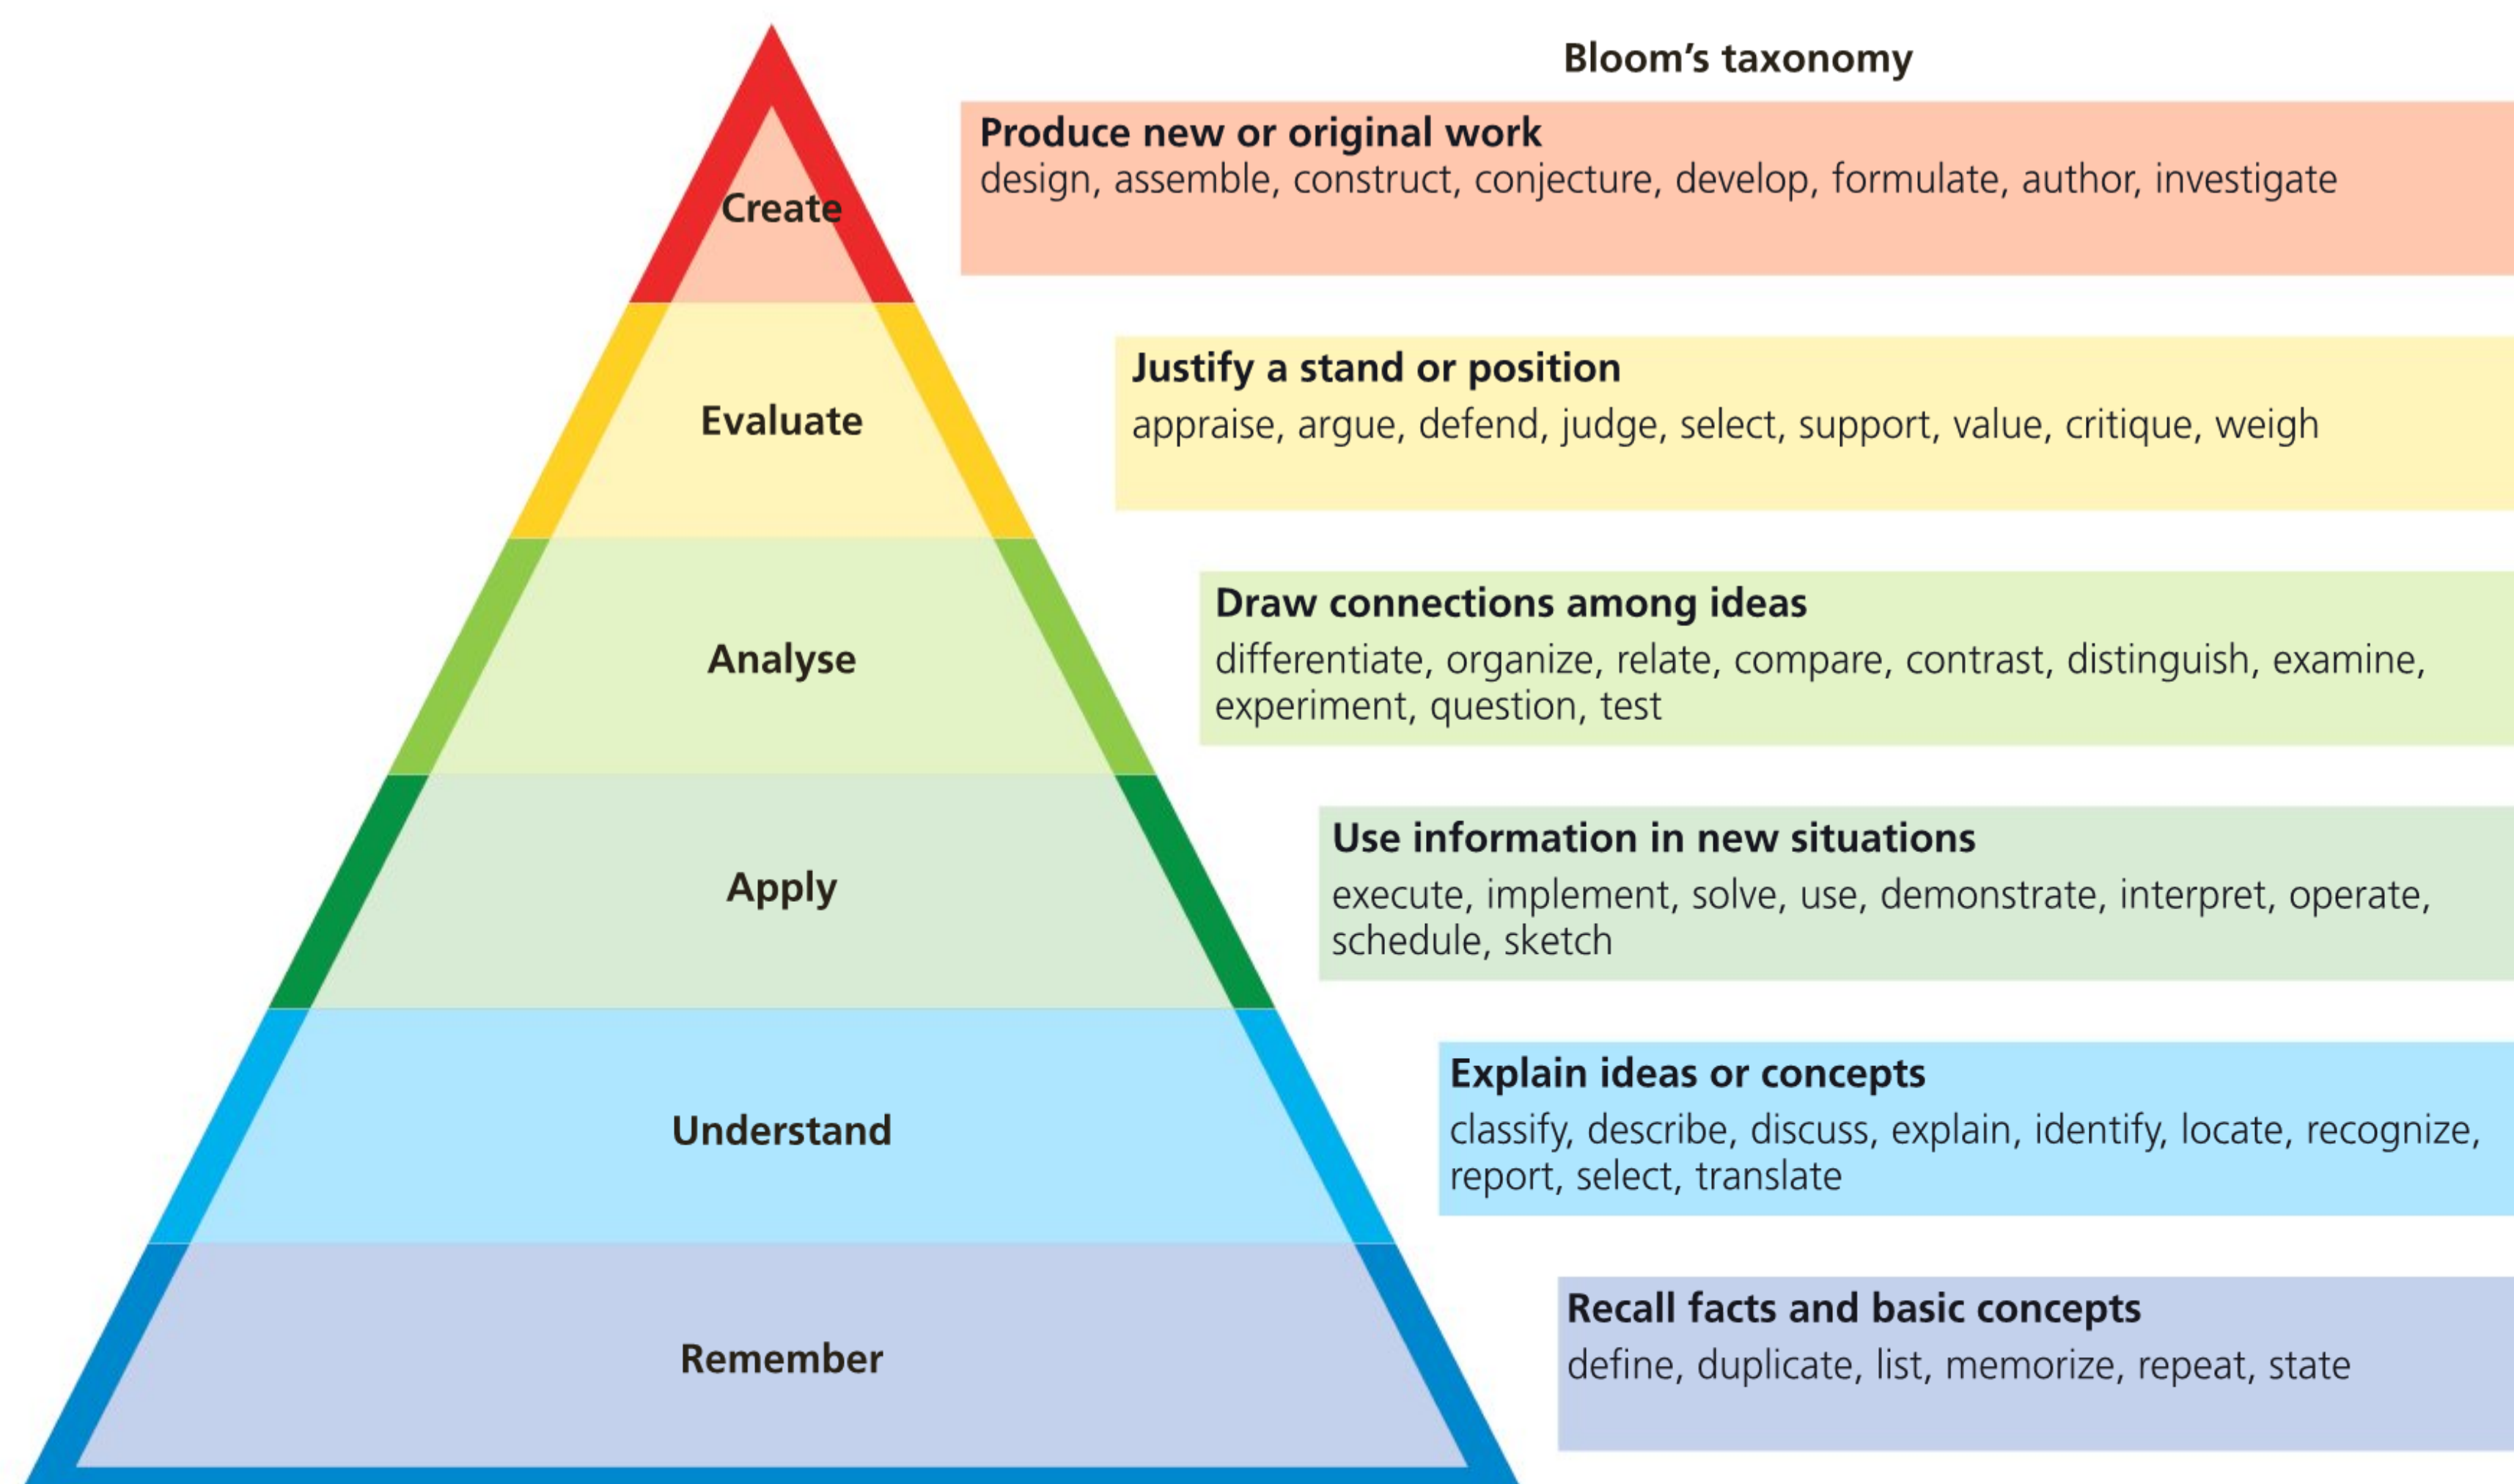 Bloom’s taxonomy
Create
Produce new or original work
design, assemble, construct, conjecture, develop, formulate, author, investigate
Evaluate
Justify a stand or position
appraise, argue, defend, judge, select, support, value, critique, weigh
Analyse
Draw connections among ideas
differentiate, organize, relate, compare, contrast, distinguish, examine,
experiment, question, test
Apply
Use information in new situations
execute, implement, solve, use, demonstrate, interpret, operate,
schedule, sketch
Understand
Explain ideas or concepts
classify, describe, discuss, explain, identify, locate, recognize,
report, select, translate
Remember
Recall facts and basic concepts
define, duplicate, list, memorize, repeat, state